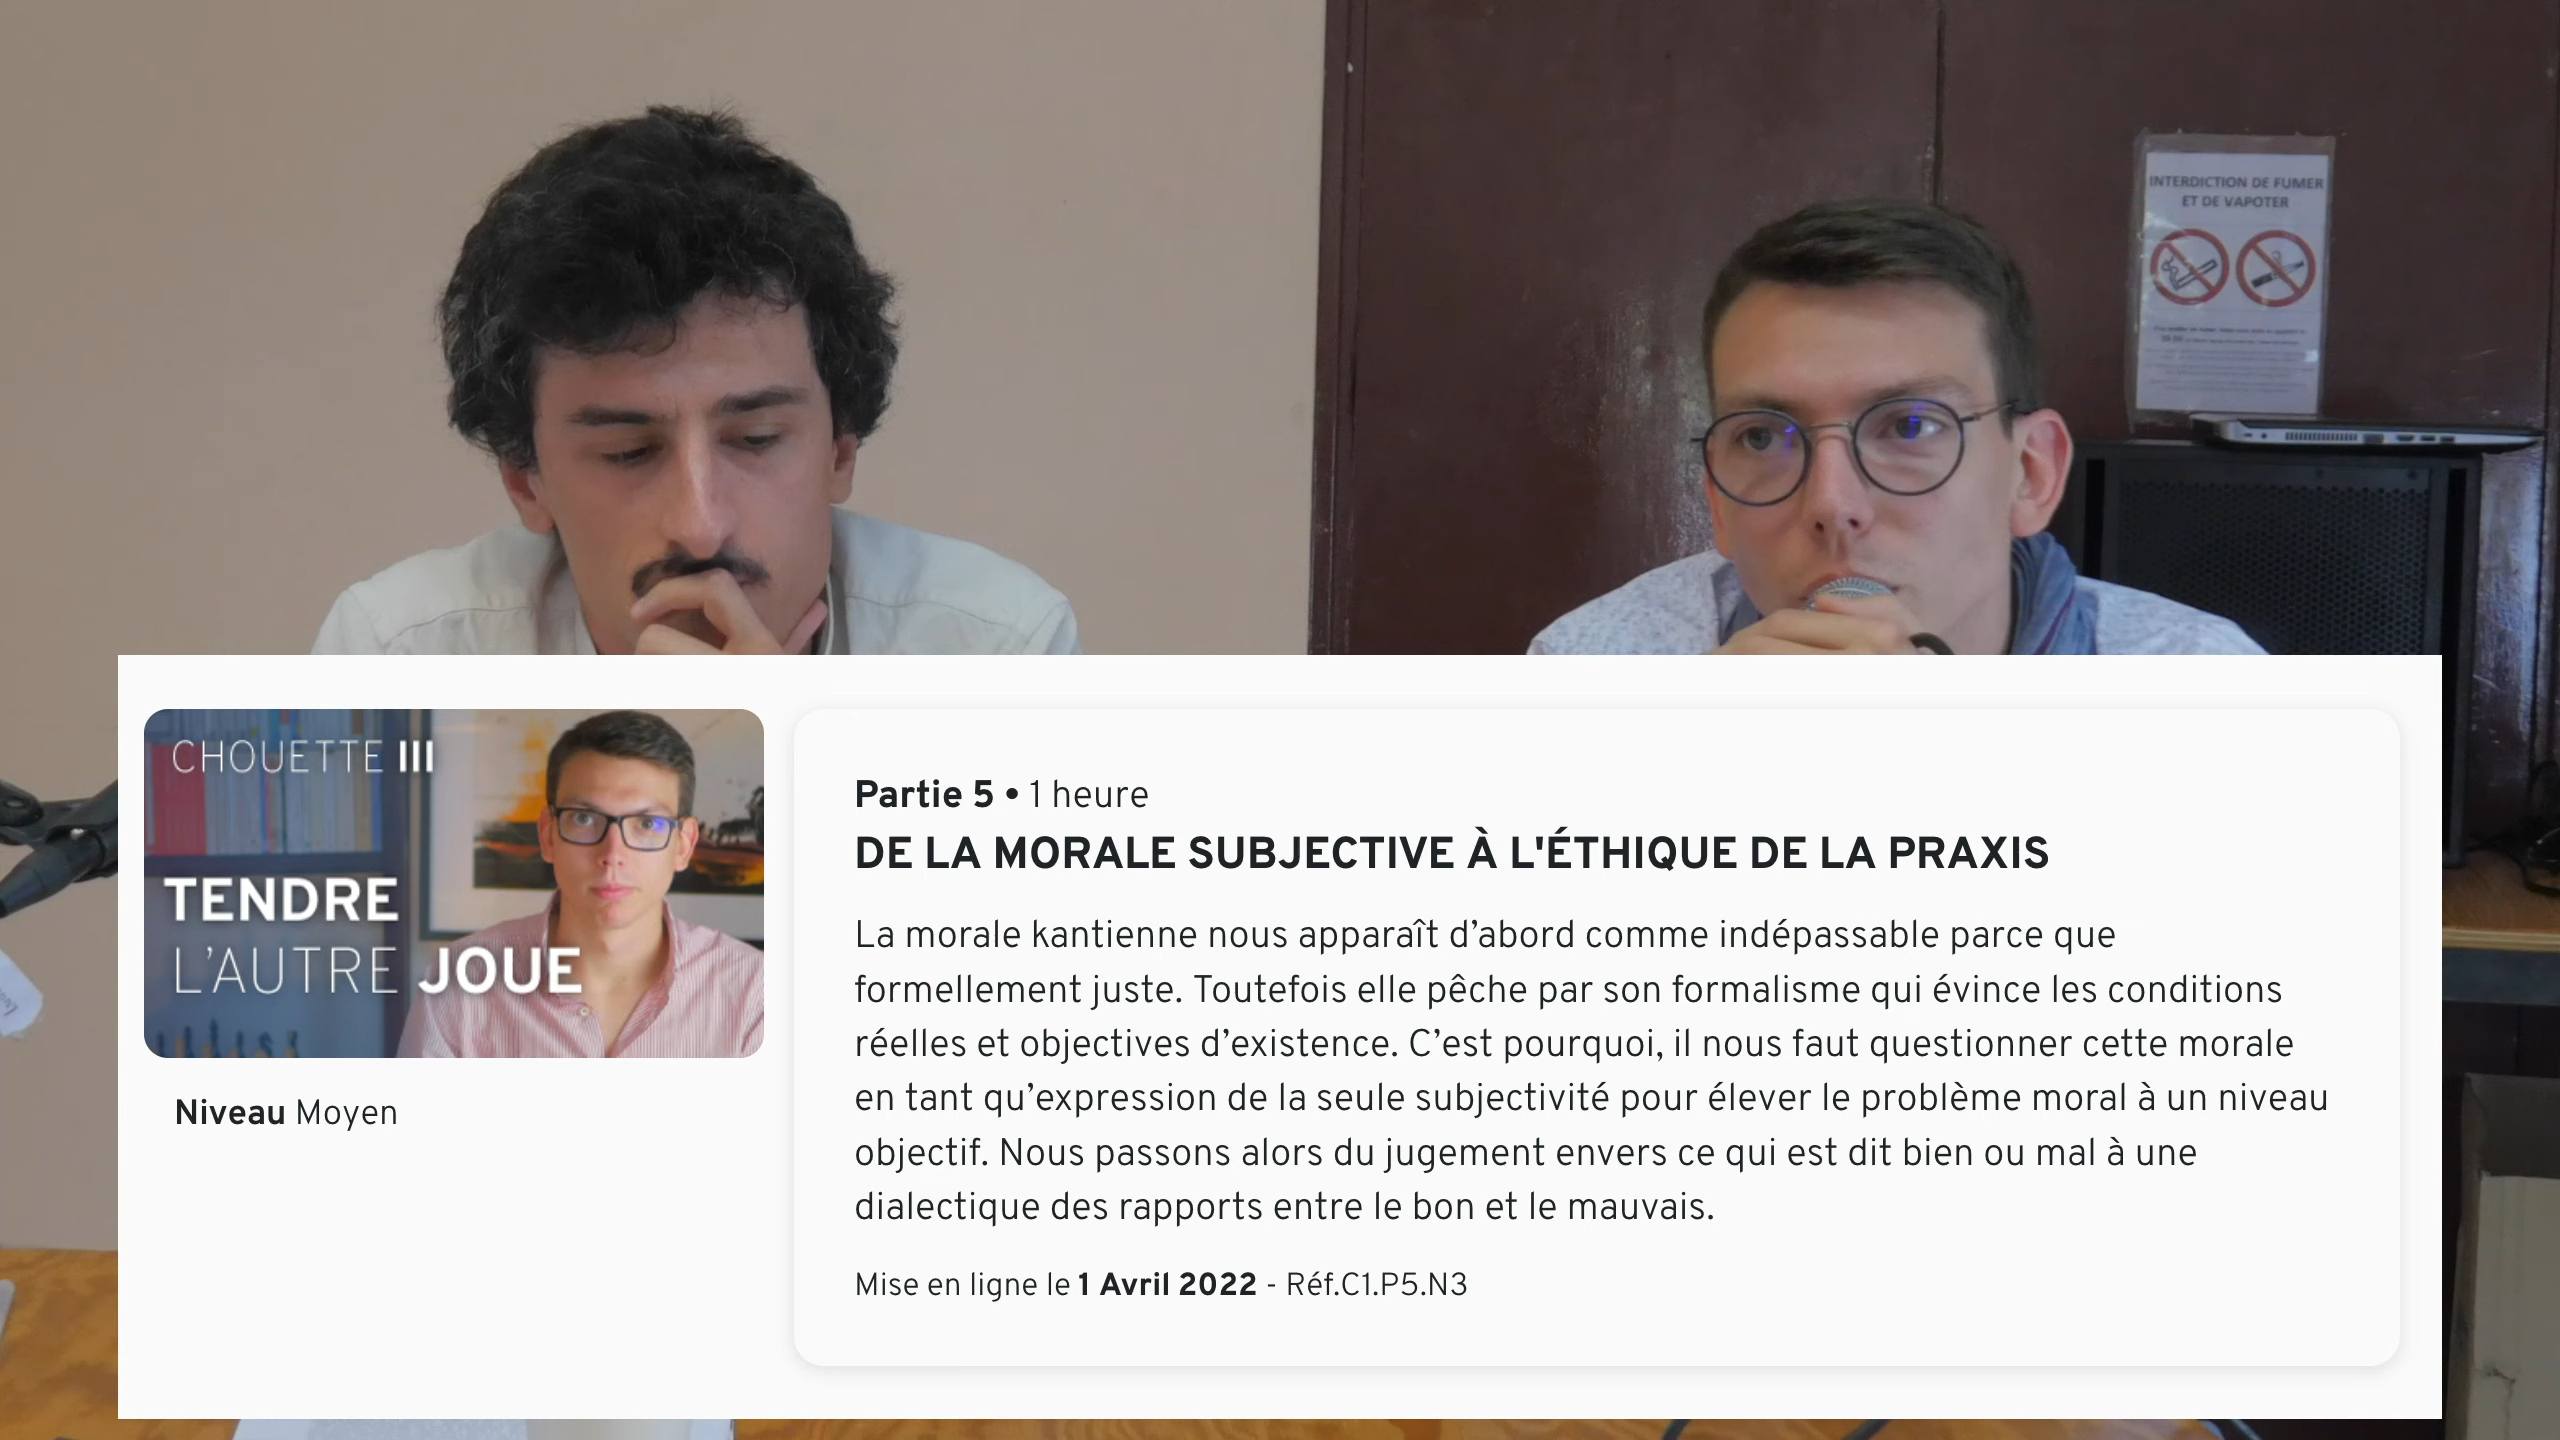 INTERDICTION DE FUMER
ET DE VAPOTER
CHOUETTE III
TENDRE
L'AUTRE JOUE
Niveau Moyen
Partie 5 • 1 heure
DE LA MORALE SUBJECTIVE À L'ÉTHIQUE DE LA PRAXIS
La morale kantienne nous apparaît d’abord comme indépassable parce que
formellement juste. Toutefois elle pêche par son formalisme qui évince les conditions
réelles et objectives d’existence. C’est pourquoi, il nous faut questionner cette morale
en tant qu’expression de la seule subjectivité pour élever le problème moral à un niveau
objectif. Nous passons alors du jugement envers ce qui est dit bien ou mal à une
dialectique des rapports entre le bon et le mauvais.
Mise en ligne le 1 Avril 2022 - Réf.C1.P5.N3